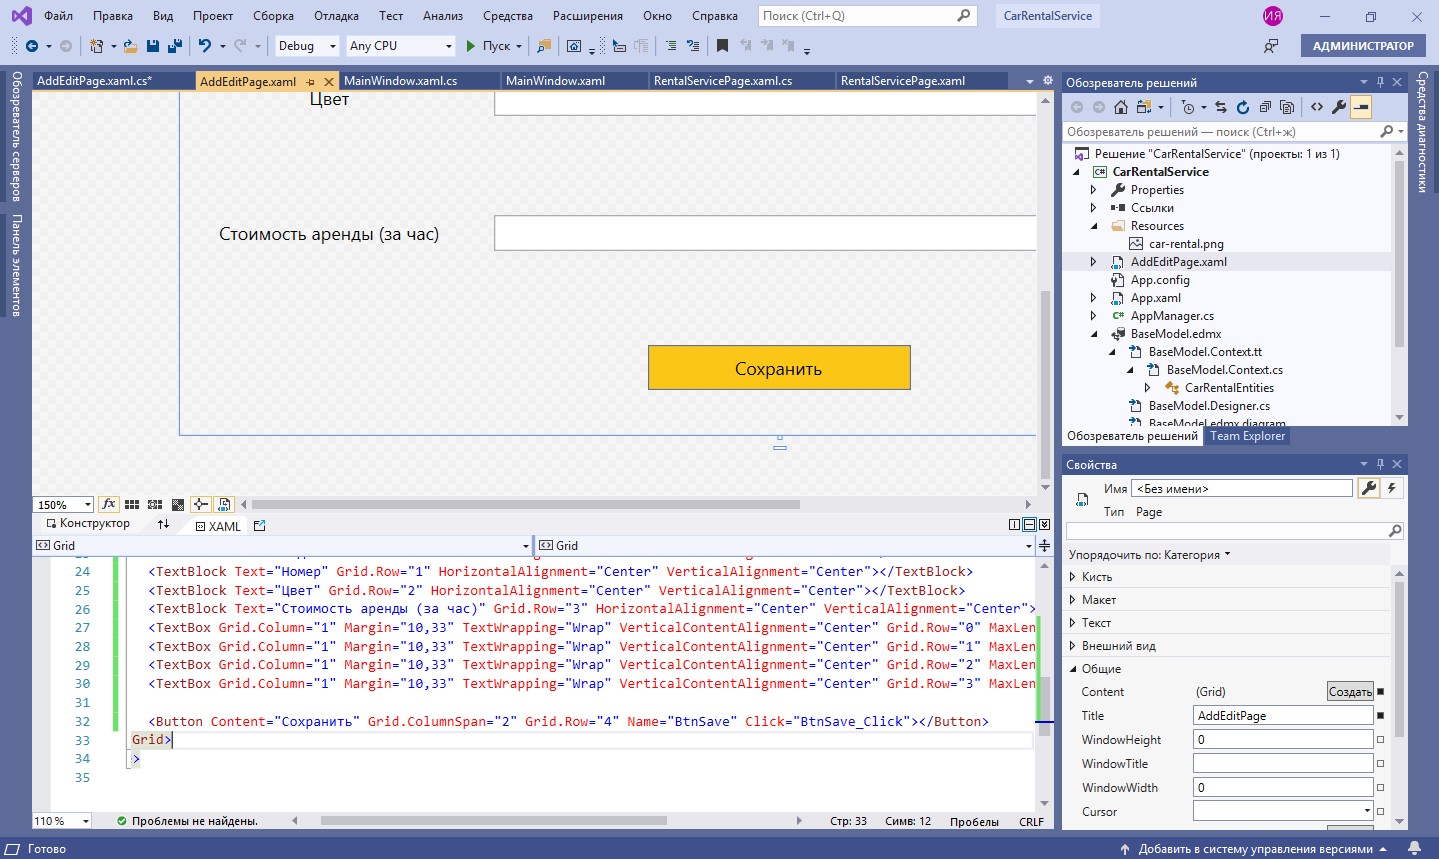 Файл Правка Вид Проект Сборка Отладка Тест Анализ Средства Расширения Окно Справка Поиск (Ctrl+Q) CarRentalService ИЯ
Debug Any CPU Пуск АДМИНИСТРАТОР
Обозреватель серверов
Панель элементов
AddEditPage.xaml.cs* AddEditPage.xaml MainWindow.xaml.cs MainWindow.xaml RentalServicePage.xaml.cs RentalServicePage.xaml
Цвет
Стоимость аренды (за час)
Сохранить
150% fx
Конструктор XAML
Grid Grid
24 <TextBlock Text="Номер" Grid.Row="1" HorizontalAlignment="Center" VerticalAlignment="Center"></TextBlock>
25 <TextBlock Text="Цвет" Grid.Row="2" HorizontalAlignment="Center" VerticalAlignment="Center"></TextBlock>
26 <TextBlock Text="Стоимость аренды (за час)" Grid.Row="3" HorizontalAlignment="Center" VerticalAlignment="Center">
27 <TextBox Grid.Column="1" Margin="10,33" TextWrapping="Wrap" VerticalContentAlignment="Center" Grid.Row="0" MaxLen
28 <TextBox Grid.Column="1" Margin="10,33" TextWrapping="Wrap" VerticalContentAlignment="Center" Grid.Row="1" MaxLen
29 <TextBox Grid.Column="1" Margin="10,33" TextWrapping="Wrap" VerticalContentAlignment="Center" Grid.Row="2" MaxLen
30 <TextBox Grid.Column="1" Margin="10,33" TextWrapping="Wrap" VerticalContentAlignment="Center" Grid.Row="3" MaxLen
31
32 <Button Content="Сохранить" Grid.ColumnSpan="2" Grid.Row="4" Name="BtnSave" Click="BtnSave_Click"></Button>
33 Grid>
34 >
35
110 % Проблемы не найдены. Стр: 33 Симв: 12 Пробелы CRLF
Обозреватель решений
Обозреватель решений — поиск (Ctrl+ж)
Решение "CarRentalService" (проекты: 1 из 1)
C# CarRentalService
Properties
Ссылки
Resources
car-rental.png
AddEditPage.xaml
App.config
App.xaml
C# AppManager.cs
BaseModel.edmx
BaseModel.Context.tt
BaseModel.Context.cs
CarRentalEntities
BaseModel.Designer.cs
BaseModel.edmx.diagram
Обозреватель решений Team Explorer
Свойства
Имя <Без имени>
Тип Page
Упорядочить по: Категория
Кисть
Макет
Текст
Внешний вид
Общие
Content (Grid) Создать
Title AddEditPage
WindowHeight 0
WindowTitle
WindowWidth 0
Cursor
Средства диагностики
Готово Добавить в систему управления версиями